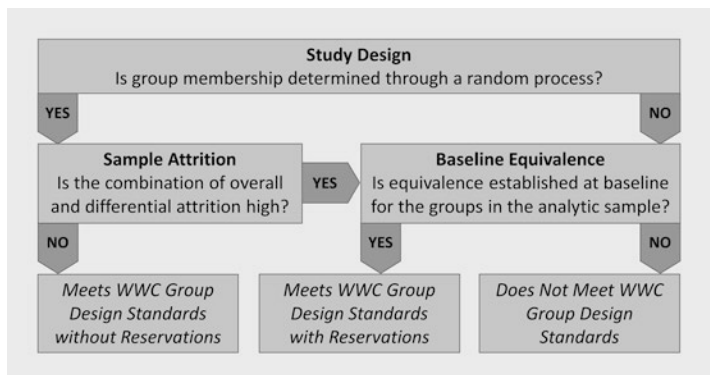 Study Design
Is group membership determined through a random process?
YES
NO
Sample Attrition
Is the combination of overall
and differential attrition high?
YES
Baseline Equivalence
Is equivalence established at baseline
for the groups in the analytic sample?
NO
YES
NO
Meets WWC Group
Design Standards
without Reservations
Meets WWC Group
Design Standards
with Reservations
Does Not Meet WWC
Group Design
Standards